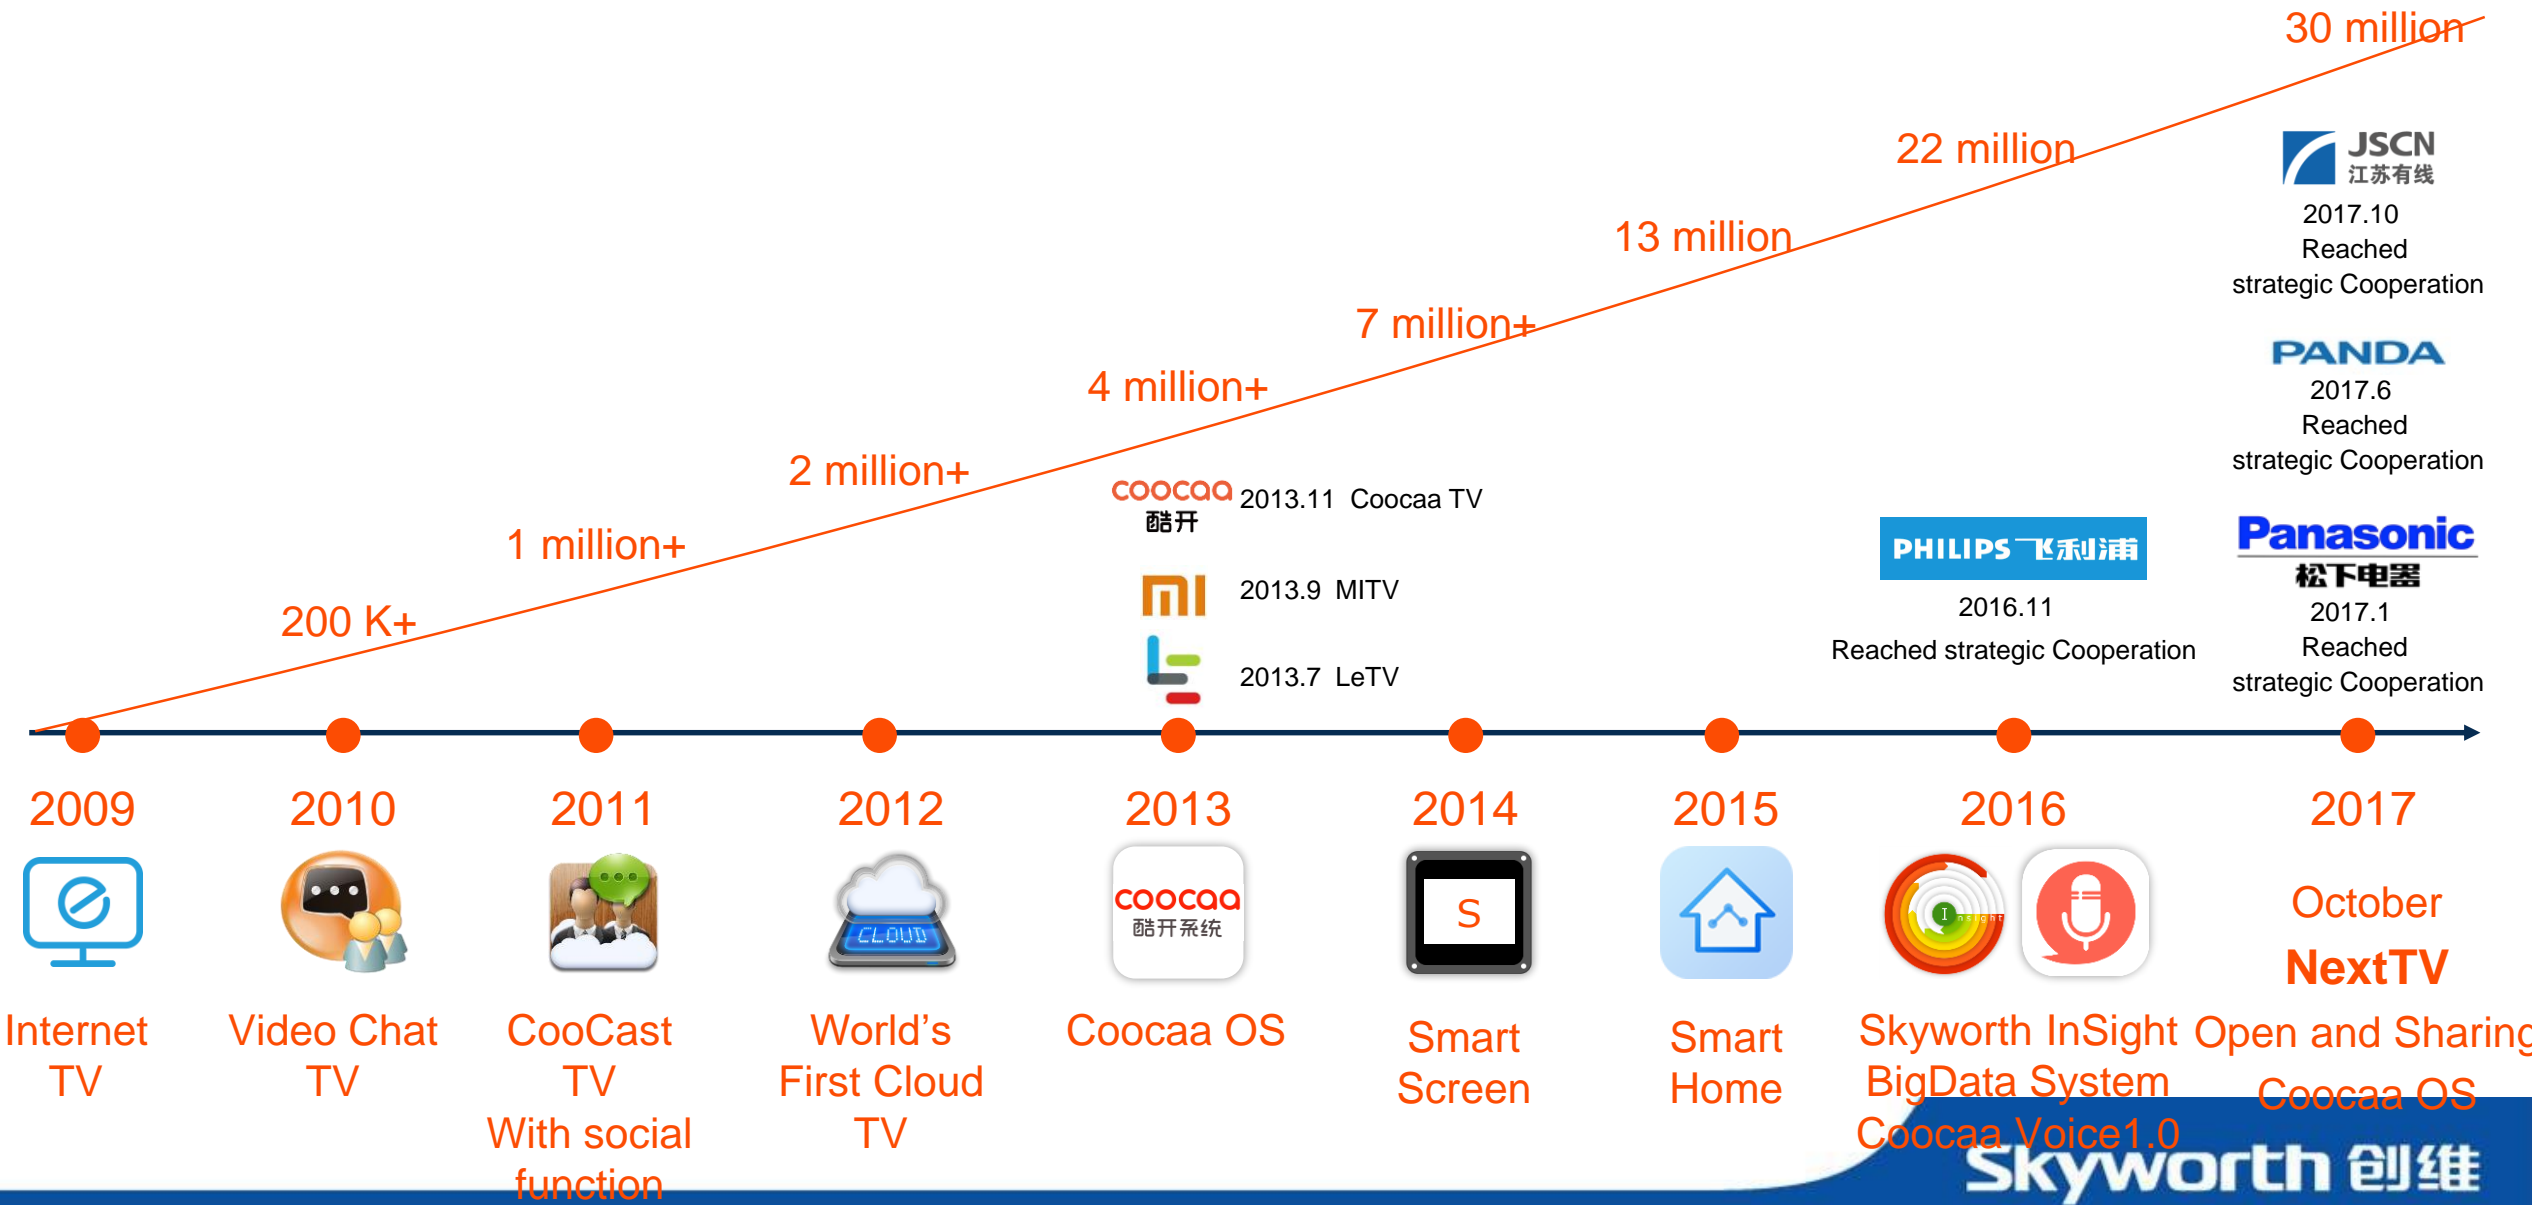 30 million
22 million
13 million
7 million+
4 million+
2 million+
1 million+
200 K+
JSCN
江苏有线
2017.10
Reached
strategic Cooperation
PANDA
2017.6
Reached
strategic Cooperation
Panasonic
松下电器
2017.1
Reached
strategic Cooperation
PHILIPS 飞利浦
2016.11
Reached strategic Cooperation
coocaa
酷开
2013.11 Coocaa TV
mi
2013.9 MITV
2013.7 LeTV
2009
2010
2011
2012
2013
2014
2015
2016
2017
Internet
TV
Video Chat
TV
CooCast
TV
With social
function
CLOUD
World's
First Cloud
TV
coocaa
酷开系统
Coocaa OS
S
Smart
Screen
Smart
Home
Insight
Skyworth InSight
BigData System
Coocaa Voice1.0
October
NextTV
Open and Sharing
Coocaa OS
Skyworth 创维